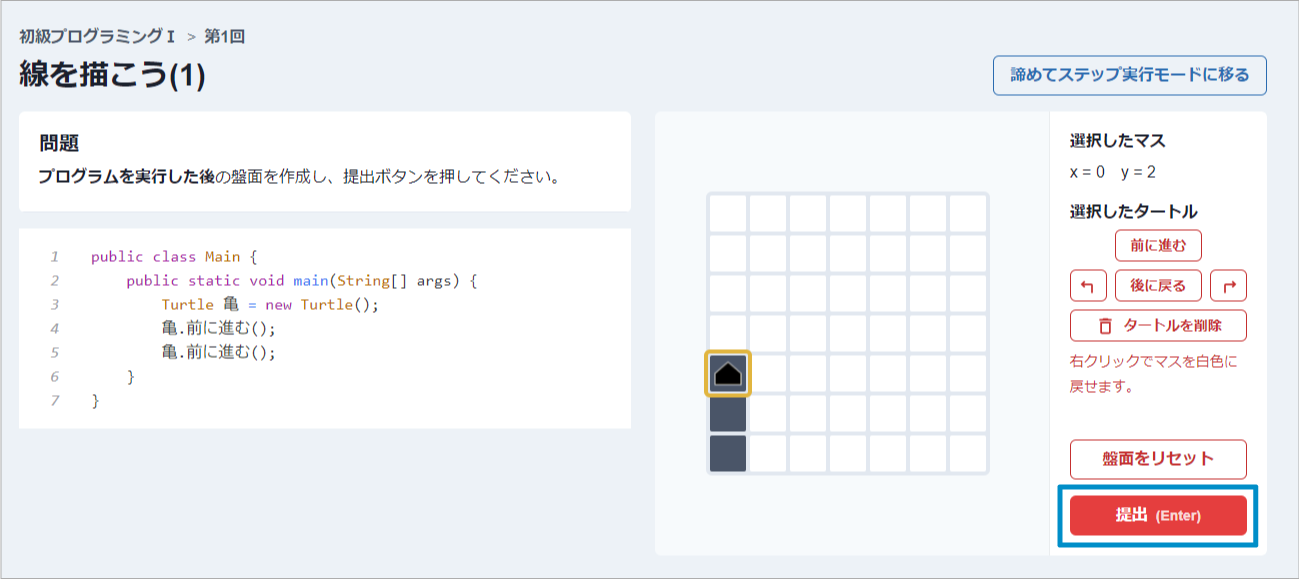 初級プログラミングⅠ > 第1回
線を描こう(1)
諦めてステップ実行モードに移る
問題
プログラムを実行した後の盤面を作成し、提出ボタンを押してください。
1 public class Main {
2 public static void main(String[] args) {
3 Turtle 亀 = new Turtle();
4 亀.前に進む();
5 亀.前に進む();
6 }
7 }
選択したマス
x = 0 y = 2
選択したタートル
前に進む
後に戻る
タートルを削除
右クリックでマスを白色に
戻せます。
盤面をリセット
提出 (Enter)